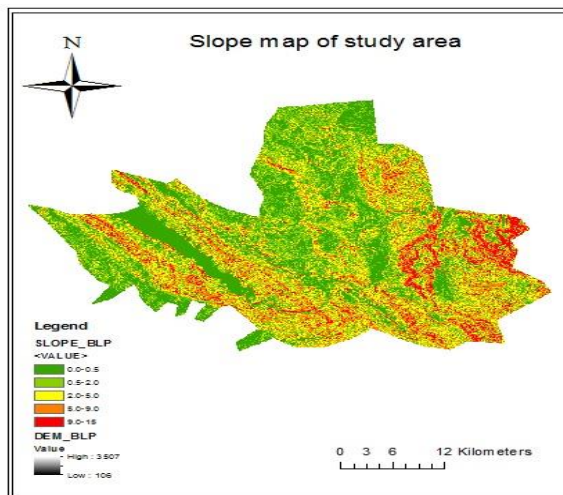 Slope map of study area
N
Legend
SLOPE_BLP
<VALUE>
0.0-0.5
0.5-2.0
2.0-5.0
5.0-9.0
9.0-15
DEM_BLP
Value
High : 3507
Low : 106
0 3 6 12 Kilometers